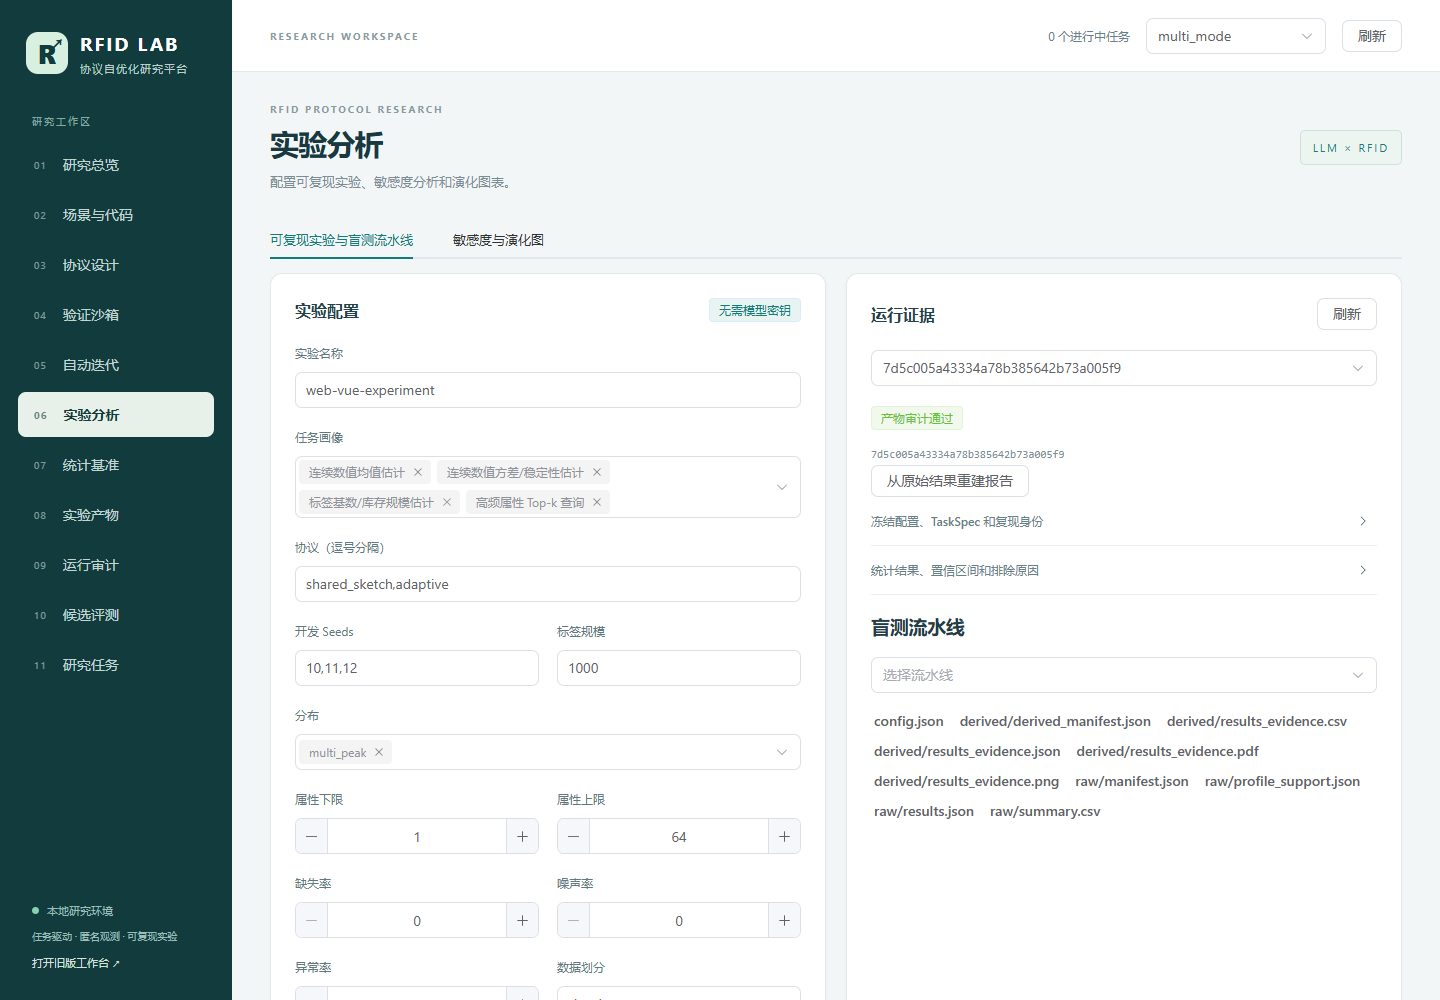 RFID LAB
协议自优化研究平台
研究工作区
01 研究总览
02 场景与代码
03 协议设计
04 验证沙箱
05 自动迭代
06 实验分析
07 统计基准
08 实验产物
09 运行审计
10 候选评测
11 研究任务
本地研究环境
任务驱动 · 匿名观测 · 可复现实验
打开旧版工作台 ↗
RESEARCH WORKSPACE
0 个进行中任务
multi_mode
刷新
RFID PROTOCOL RESEARCH
实验分析
配置可复现实验、敏感度分析和演化图表。
LLM × RFID
可复现实验与盲测流水线
敏感度与演化图
实验配置
无需模型密钥
实验名称
web-vue-experiment
任务画像
连续数值均值估计 × 连续数值方差/稳定性估计 ×
标签基数/库存规模估计 × 高频属性 Top-k 查询 ×
协议（逗号分隔）
shared_sketch,adaptive
开发 Seeds
标签规模
10,11,12
1000
分布
multi_peak ×
属性下限
属性上限
1
64
缺失率
噪声率
0
0
异常率
数据划分
运行证据
刷新
7d5c005a43334a78b385642b73a005f9
产物审计通过
7d5c005a43334a78b385642b73a005f9
从原始结果重建报告
冻结配置、TaskSpec 和复现身份
统计结果、置信区间和排除原因
盲测流水线
选择流水线
config.json derived/derived_manifest.json derived/results_evidence.csv
derived/results_evidence.json derived/results_evidence.pdf
derived/results_evidence.png raw/manifest.json raw/profile_support.json
raw/results.json raw/summary.csv